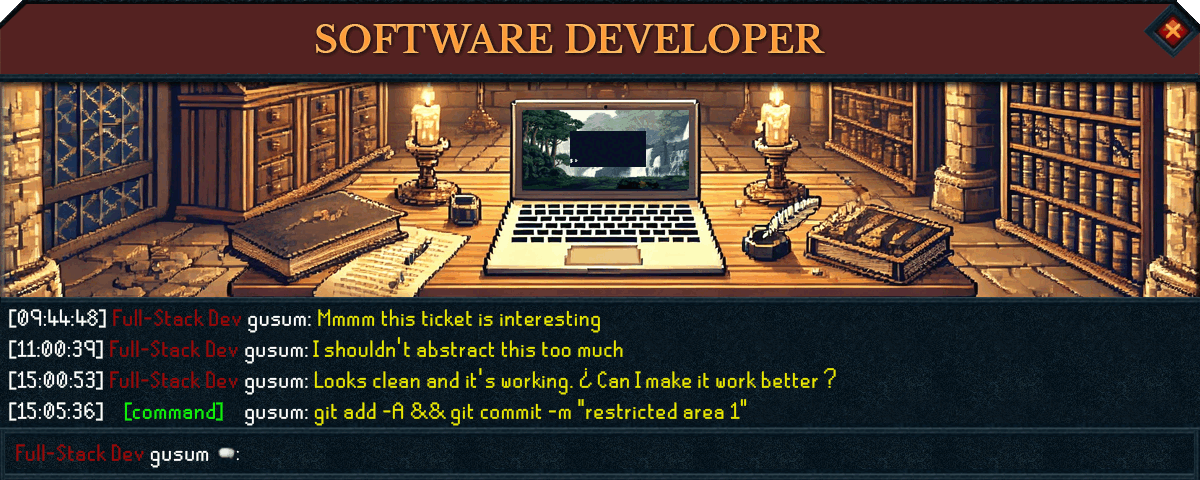 SOFTWARE DEVELOPER
[09:44:48] Full-Stack Dev gusum: Mmmm this ticket is interesting
[11:00:39] Full-Stack Dev gusum: I shouldn't abstract this too much
[15:00:53] Full-Stack Dev gusum: Looks clean and it's working. ¿ Can I make it work better ?
[15:05:36] [command] gusum: git add -A && git commit -m "restricted area 1"
Full-Stack Dev gusum :